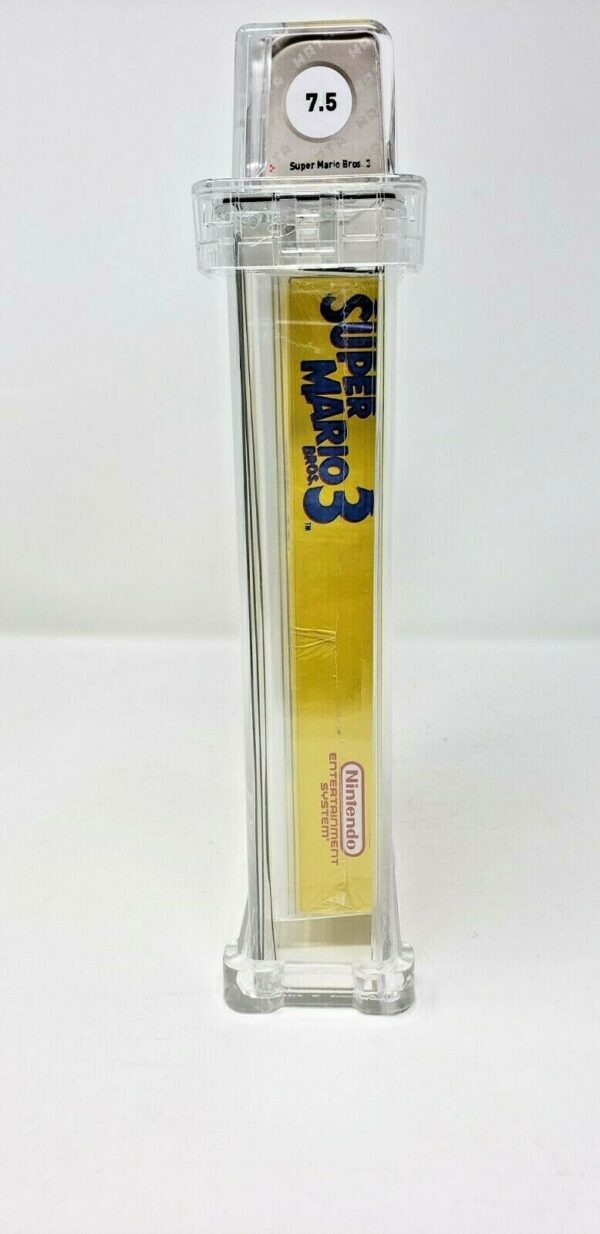 7.5
Super Mario Bros. 3
SUPER
MARIO 3
BROS.™
Nintendo
ENTERTAINMENT
SYSTEM